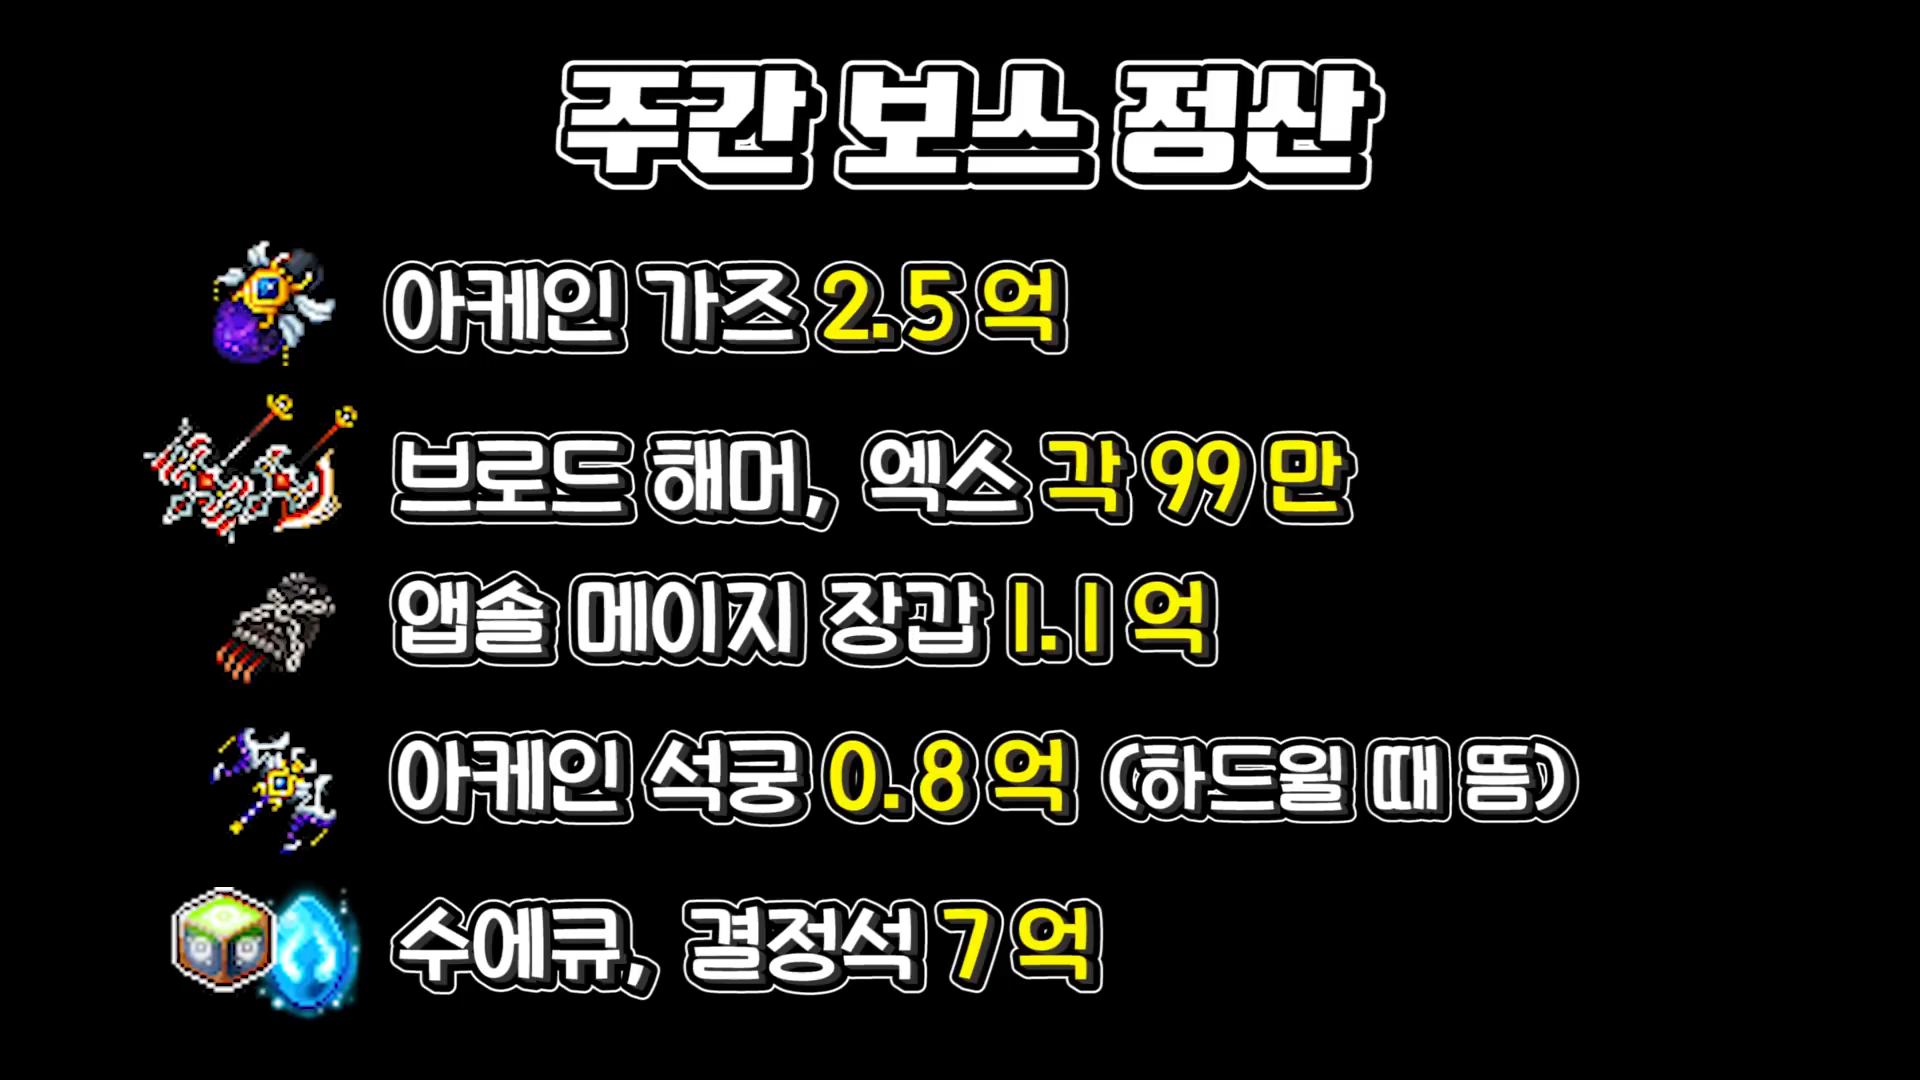 주간 보스 정산
아케인 가즈 2.5억
브로드 해머, 엑스 각 99만
앱솔 메이지 장갑 1.1억
아케인 석궁 0.8억 (하드윌 때 뜸)
수에큐, 결정석 7억